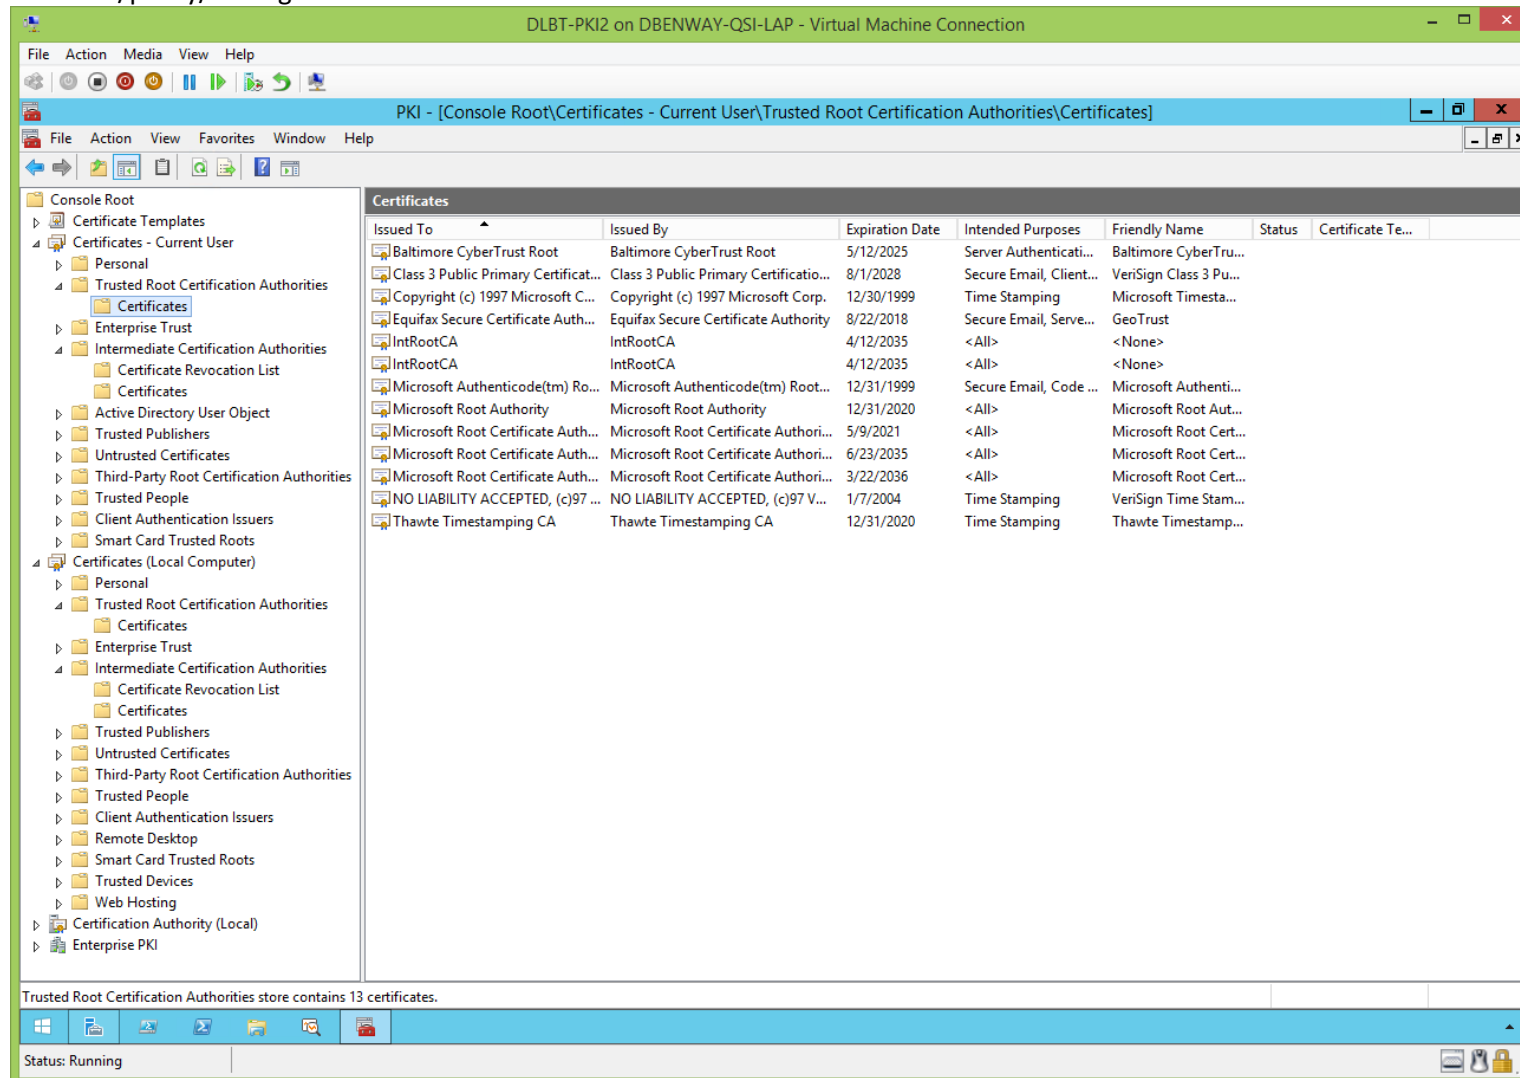 DLBT-PKI2 on DBENWAY-QSI-LAP - Virtual Machine Connection
File Action Media View Help
PKI - [Console Root\Certificates - Current User\Trusted Root Certification Authorities\Certificates]
File Action View Favorites Window Help
Console Root
Certificate Templates
Certificates - Current User
Personal
Trusted Root Certification Authorities
Certificates
Enterprise Trust
Intermediate Certification Authorities
Certificate Revocation List
Certificates
Active Directory User Object
Trusted Publishers
Untrusted Certificates
Third-Party Root Certification Authorities
Trusted People
Client Authentication Issuers
Smart Card Trusted Roots
Certificates (Local Computer)
Personal
Trusted Root Certification Authorities
Certificates
Enterprise Trust
Intermediate Certification Authorities
Certificate Revocation List
Certificates
Trusted Publishers
Untrusted Certificates
Third-Party Root Certification Authorities
Trusted People
Client Authentication Issuers
Remote Desktop
Smart Card Trusted Roots
Trusted Devices
Web Hosting
Certification Authority (Local)
Enterprise PKI
Certificates
Issued To Issued By Expiration Date Intended Purposes Friendly Name Status Certificate Te...
Baltimore CyberTrust Root Baltimore CyberTrust Root 5/12/2025 Server Authenticati... Baltimore CyberTru...
Class 3 Public Primary Certificat... Class 3 Public Primary Certificatio... 8/1/2028 Secure Email, Client... VeriSign Class 3 Pu...
Copyright (c) 1997 Microsoft C... Copyright (c) 1997 Microsoft Corp. 12/30/1999 Time Stamping Microsoft Timesta...
Equifax Secure Certificate Auth... Equifax Secure Certificate Authority 8/22/2018 Secure Email, Serve... GeoTrust
IntRootCA IntRootCA 4/12/2035 <All> <None>
IntRootCA IntRootCA 4/12/2035 <All> <None>
Microsoft Authenticode(tm) Ro... Microsoft Authenticode(tm) Root... 12/31/1999 Secure Email, Code ... Microsoft Authenti...
Microsoft Root Authority Microsoft Root Authority 12/31/2020 <All> Microsoft Root Aut...
Microsoft Root Certificate Auth... Microsoft Root Certificate Authori... 5/9/2021 <All> Microsoft Root Cert...
Microsoft Root Certificate Auth... Microsoft Root Certificate Authori... 6/23/2035 <All> Microsoft Root Cert...
Microsoft Root Certificate Auth... Microsoft Root Certificate Authori... 3/22/2036 <All> Microsoft Root Cert...
NO LIABILITY ACCEPTED, (c)97 ... NO LIABILITY ACCEPTED, (c)97 V... 1/7/2004 Time Stamping VeriSign Time Stam...
Thawte Timestamping CA Thawte Timestamping CA 12/31/2020 Time Stamping Thawte Timestamp...
Trusted Root Certification Authorities store contains 13 certificates.
Status: Running